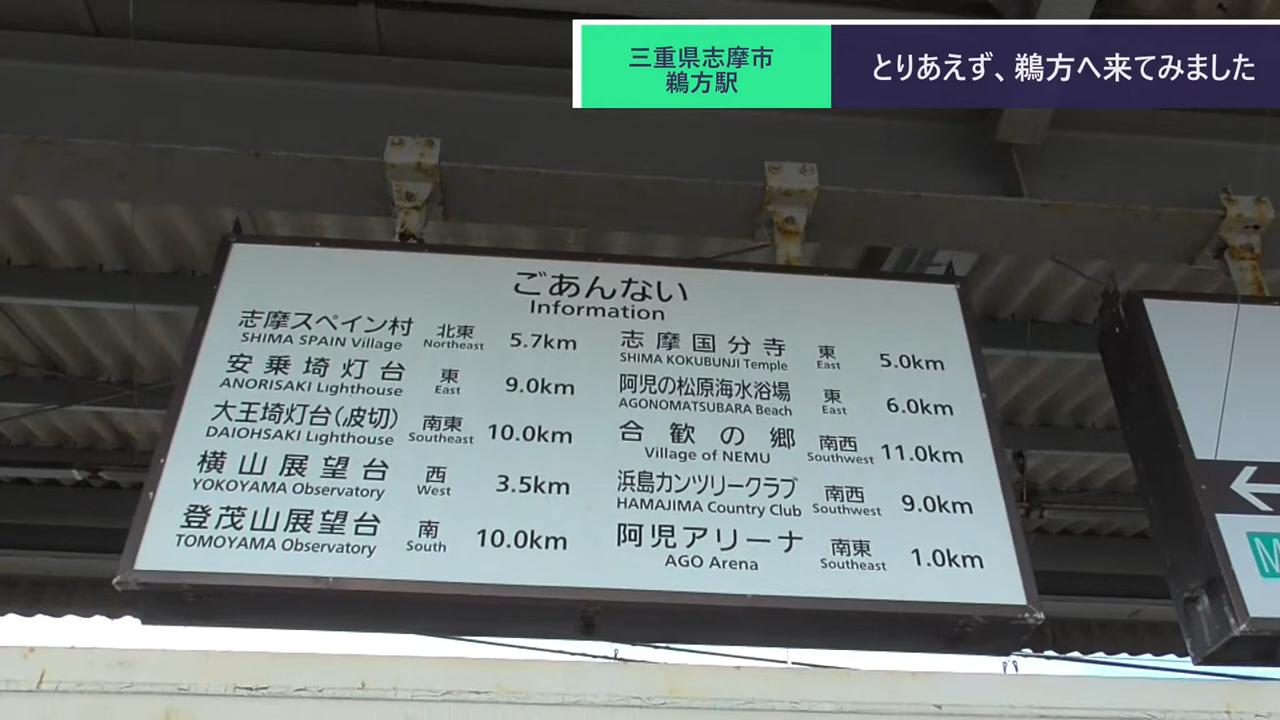 三重県志摩市
鵜方駅
とりあえず、鵜方へ来てみました
ごあんない
Information
志摩スペイン村 北東 5.7km
SHIMA SPAIN Village Northeast
安乗埼灯台 東 9.0km
ANORISAKI Lighthouse East
大王埼灯台(波切) 南東 10.0km
DAIOHSAKI Lighthouse Southeast
横山展望台 西 3.5km
YOKOYAMA Observatory West
登茂山展望台 南 10.0km
TOMOYAMA Observatory South
志摩国分寺 東 5.0km
SHIMA KOKUBUNJI Temple East
阿児の松原海水浴場 東 6.0km
AGONOMATSUBARA Beach East
合歓の郷 南西 11.0km
Village of NEMU Southwest
浜島カンツリークラブ 南西 9.0km
HAMAJIMA Country Club Southwest
阿児アリーナ 南東 1.0km
AGO Arena Southeast
←
M